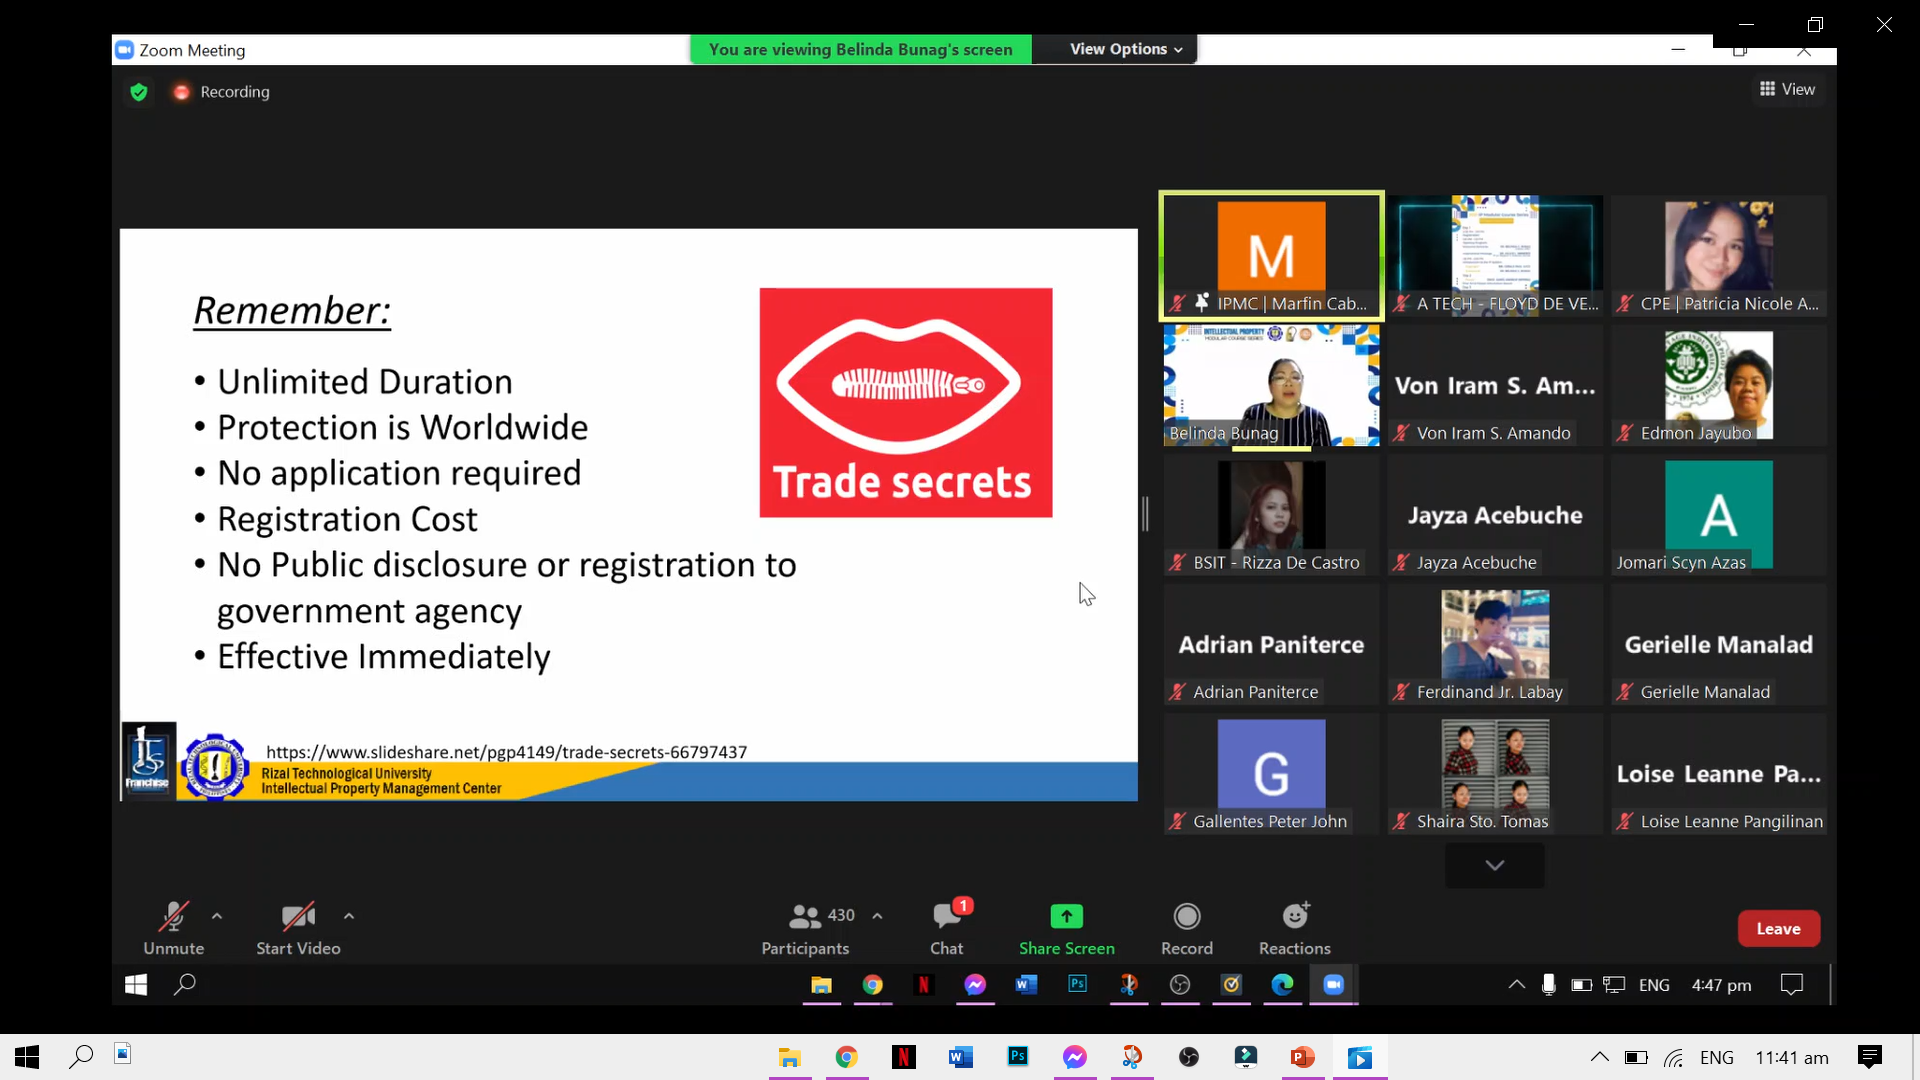 Zoom Meeting
You are viewing Belinda Bunag's screen
View Options
Recording
View
Remember:
• Unlimited Duration
• Protection is Worldwide
• No application required
• Registration Cost
• No Public disclosure or registration to
government agency
• Effective Immediately
Trade secrets
https://www.slideshare.net/pgp4149/trade-secrets-66797437
Franchise
Rizal Technological University
Intellectual Property Management Center
M
IPMC | Marfin Cab...
A TECH - FLOYD DE VE...
CPE | Patricia Nicole A...
INTELLECTUAL PROPERTY
MODULAR COURSE SERIES
Belinda Bunag
Von Iram S. Am...
Von Iram S. Amando
Edmon Jayubo
BSIT - Rizza De Castro
Jayza Acebuche
Jayza Acebuche
A
Jomari Scyn Azas
Adrian Paniterce
Adrian Paniterce
Ferdinand Jr. Labay
Gerielle Manalad
Gerielle Manalad
G
Gallentes Peter John
Shaira Sto. Tomas
Loise Leanne Pa...
Loise Leanne Pangilinan
Unmute
Start Video
430
Participants
1
Chat
Share Screen
Record
Reactions
Leave
ENG
4:47 pm
ENG
11:41 am